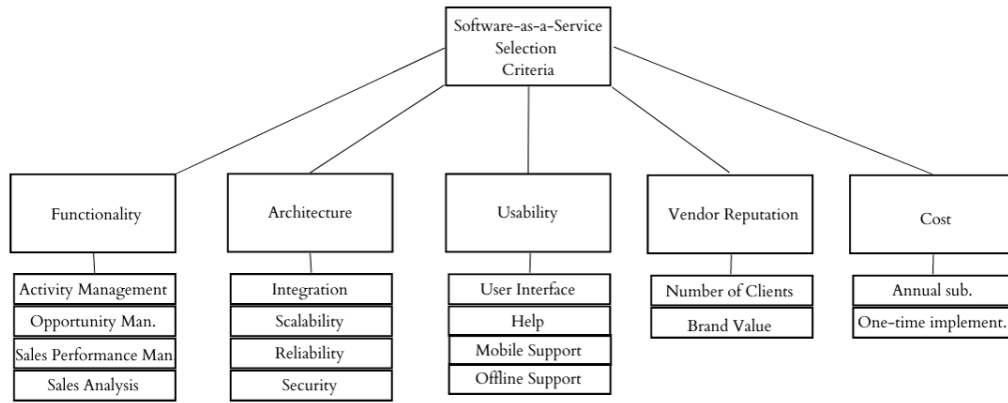 Software-as-a-Service
Selection
Criteria
Functionality
Architecture
Usability
Vendor Reputation
Cost
Activity Management
Opportunity Man.
Sales Performance Man.
Sales Analysis
Integration
Scalability
Reliability
Security
User Interface
Help
Mobile Support
Offline Support
Number of Clients
Brand Value
Annual sub.
One-time implement.